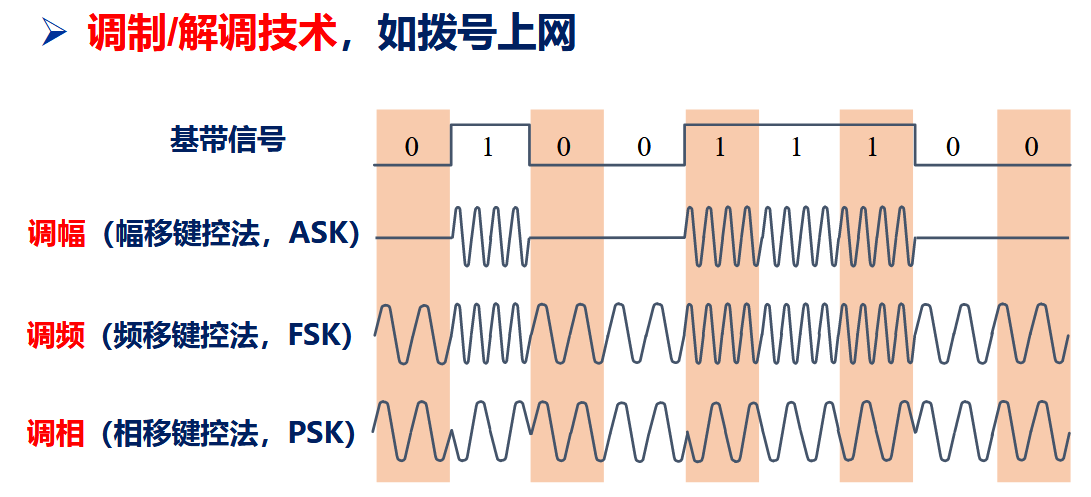 ➢ 调制/解调技术，如拨号上网
基带信号
0 1 0 0 1 1 1 0 0
调幅（幅移键控法，ASK）
调频（频移键控法，FSK）
调相（相移键控法，PSK）